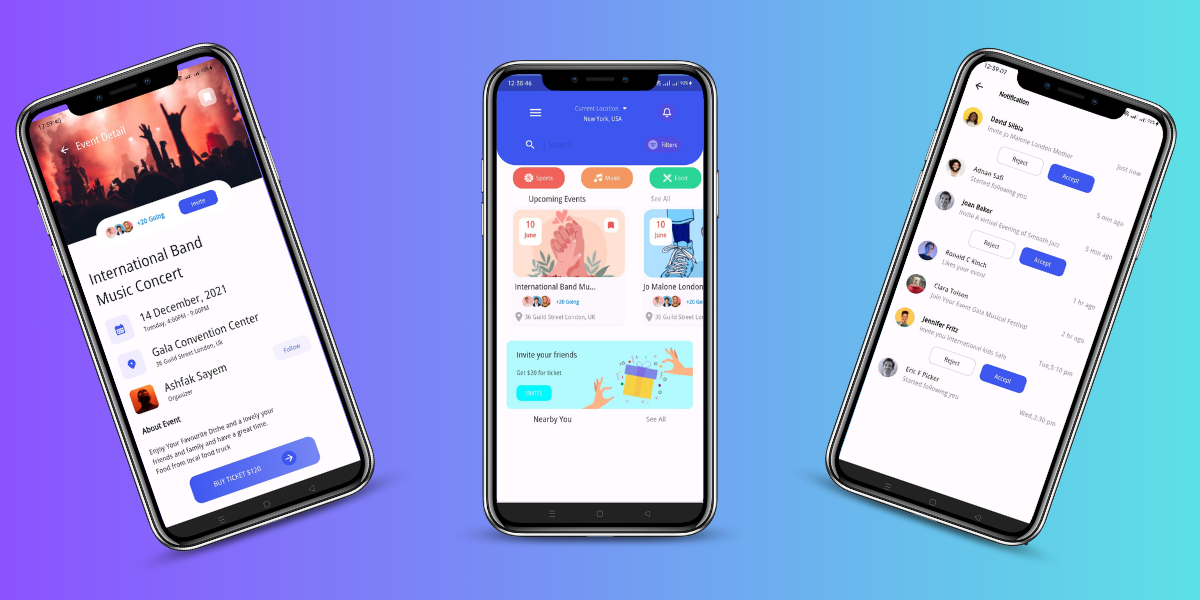 12:59:40
Event Detail
+20 Going
Invite
International Band
Music Concert
14 December, 2021
Tuesday, 4:00PM - 9:00PM
Gala Convention Center
36 Guild Street London, UK
Ashfak Sayem
Organizer
Follow
About Event
Enjoy Your Favourite Dishe and a lovely your
friends and family and have a great time.
Food from local food truck
BUY TICKET $120
12:58:46
Current Location
New York, USA
Search
Filters
Sports
Music
Food
Upcoming Events
See All
10
June
10
June
International Band Mu...
Jo Malone London
+20 Going
+20 Go
36 Guild Street London, UK
36 Guild Street Lon
Invite your friends
Get $20 for ticket
INVITE
Nearby You
See All
12:59:07
Notification
David Silbia
Invite Jo Malone London Mother
Just now
Reject
Accept
Adnan Safi
Started following you
5 min ago
Joan Baker
Invite A virtual Evening of Smooth Jazz
5 min ago
Reject
Accept
Ronald C Kinch
Likes your event
1 hr ago
Clara Tolson
Join Your Event Gala Musical Festival
2 hr ago
Jennifer Fritz
Invite you International kids Safe
Tue,5:10 pm
Reject
Accept
Eric F Picker
Started following you
Wed,3:30 pm